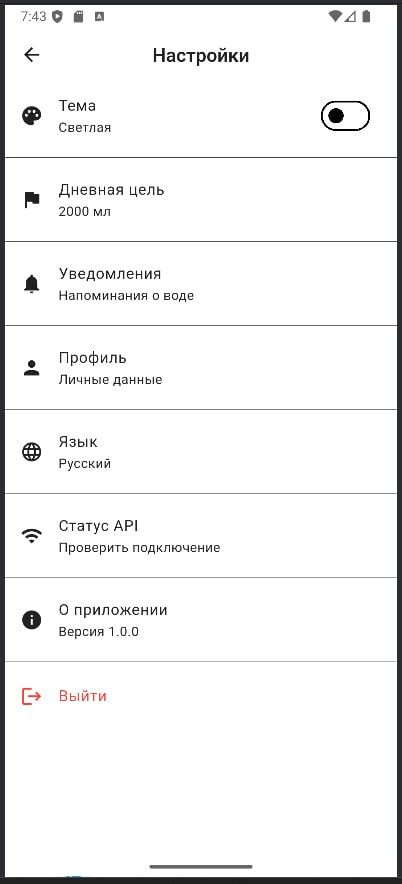 7:43
Настройки
Тема
Светлая
Дневная цель
2000 мл
Уведомления
Напоминания о воде
Профиль
Личные данные
Язык
Русский
Статус API
Проверить подключение
О приложении
Версия 1.0.0
Выйти